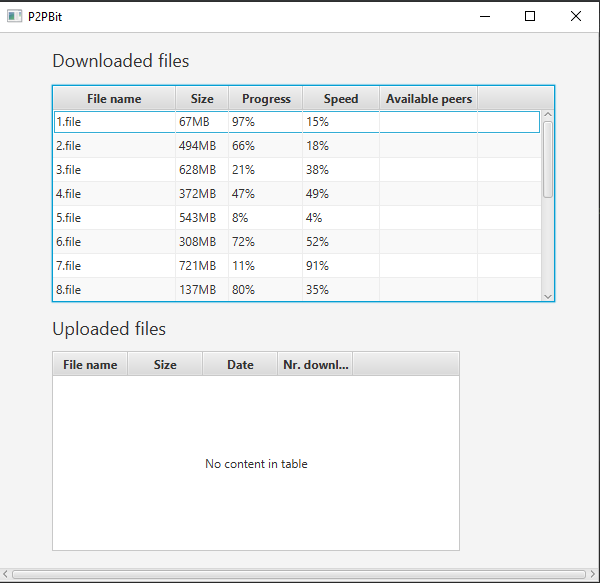 P2PBit
Downloaded files
File name Size Progress Speed Available peers
1.file 67MB 97% 15%
2.file 494MB 66% 18%
3.file 628MB 21% 38%
4.file 372MB 47% 49%
5.file 543MB 8% 4%
6.file 308MB 72% 52%
7.file 721MB 11% 91%
8.file 137MB 80% 35%
Uploaded files
File name Size Date Nr. downl...
No content in table